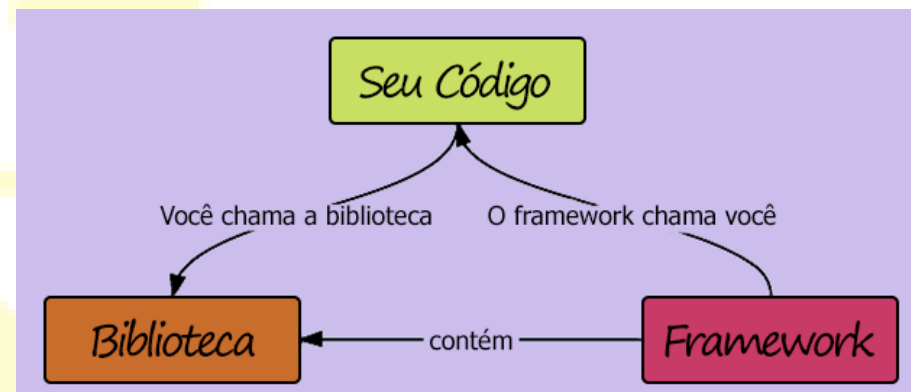 Seu Código
Você chama a biblioteca
O framework chama você
Biblioteca
contém
Framework